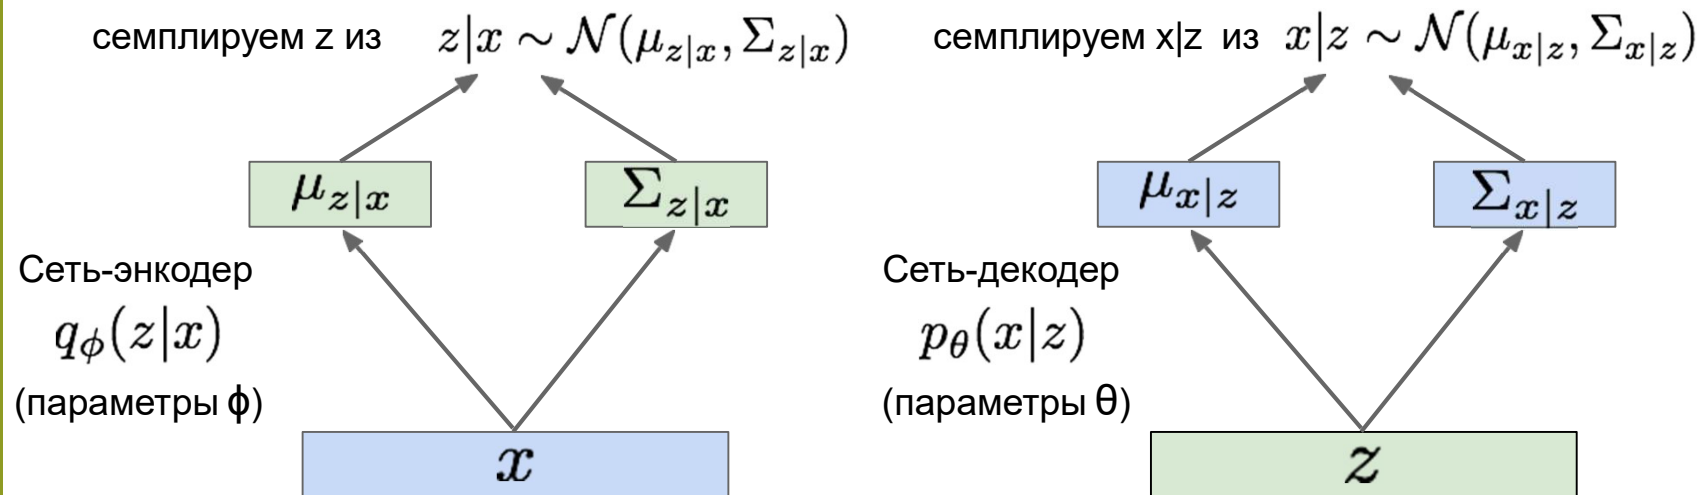 семплируем z из z|x ∼ 𝒩(μ_{z|x}, Σ_{z|x})
μ_{z|x} Σ_{z|x}
Сеть-энкодер
q_ϕ(z|x)
(параметры ϕ)
x
семплируем x|z из x|z ∼ 𝒩(μ_{x|z}, Σ_{x|z})
μ_{x|z} Σ_{x|z}
Сеть-декодер
p_θ(x|z)
(параметры θ)
z